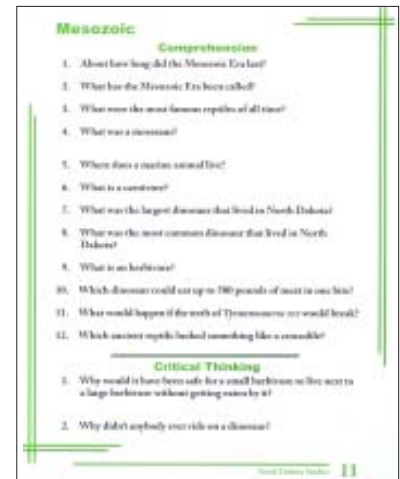 Mesozoic
Comprehension
1. About how long did the Mesozoic Era last?
2. What has the Mesozoic Era been called?
3. What were the most famous reptiles of all time?
4. What was a mosasaur?
5. Where does a marine animal live?
6. What is a carnivore?
7. What was the largest dinosaur that lived in North Dakota?
8. What was the most common dinosaur that lived in North
Dakota?
9. What is an herbivore?
10. Which dinosaur could eat up to 500 pounds of meat in one bite?
11. What would happen if the teeth of Tyrannosaurus rex would break?
12. Which ancient reptile looked something like a crocodile?
Critical Thinking
1. Why would it have been safe for a small herbivore to live next to
a large herbivore without getting eaten by it?
2. Why didn't anybody ever ride on a dinosaur?
North Dakota Studies 11